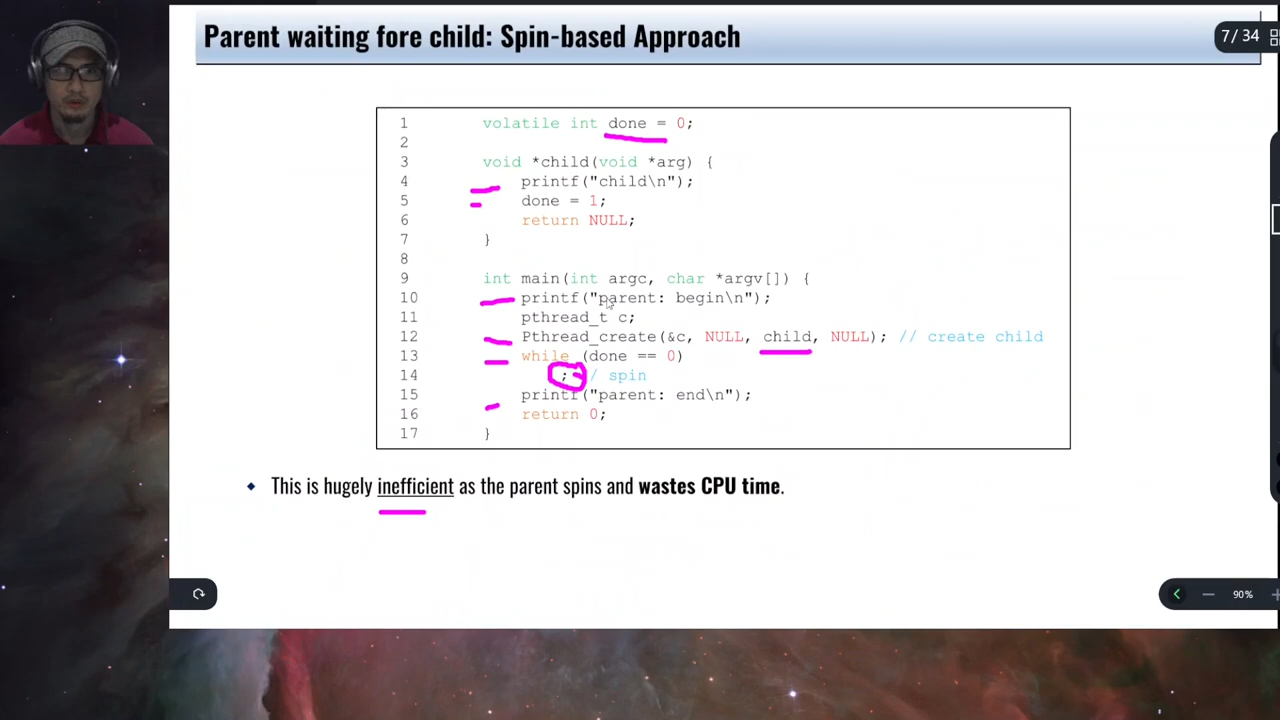 Parent waiting fore child: Spin-based Approach
7 / 34
1 volatile int done = 0;
2
3 void *child(void *arg) {
4 printf("child\n");
5 done = 1;
6 return NULL;
7 }
8
9 int main(int argc, char *argv[]) {
10 printf("parent: begin\n");
11 pthread_t c;
12 Pthread_create(&c, NULL, child, NULL); // create child
13 while (done == 0)
14 ; // spin
15 printf("parent: end\n");
16 return 0;
17 }
This is hugely inefficient as the parent spins and wastes CPU time.
90%